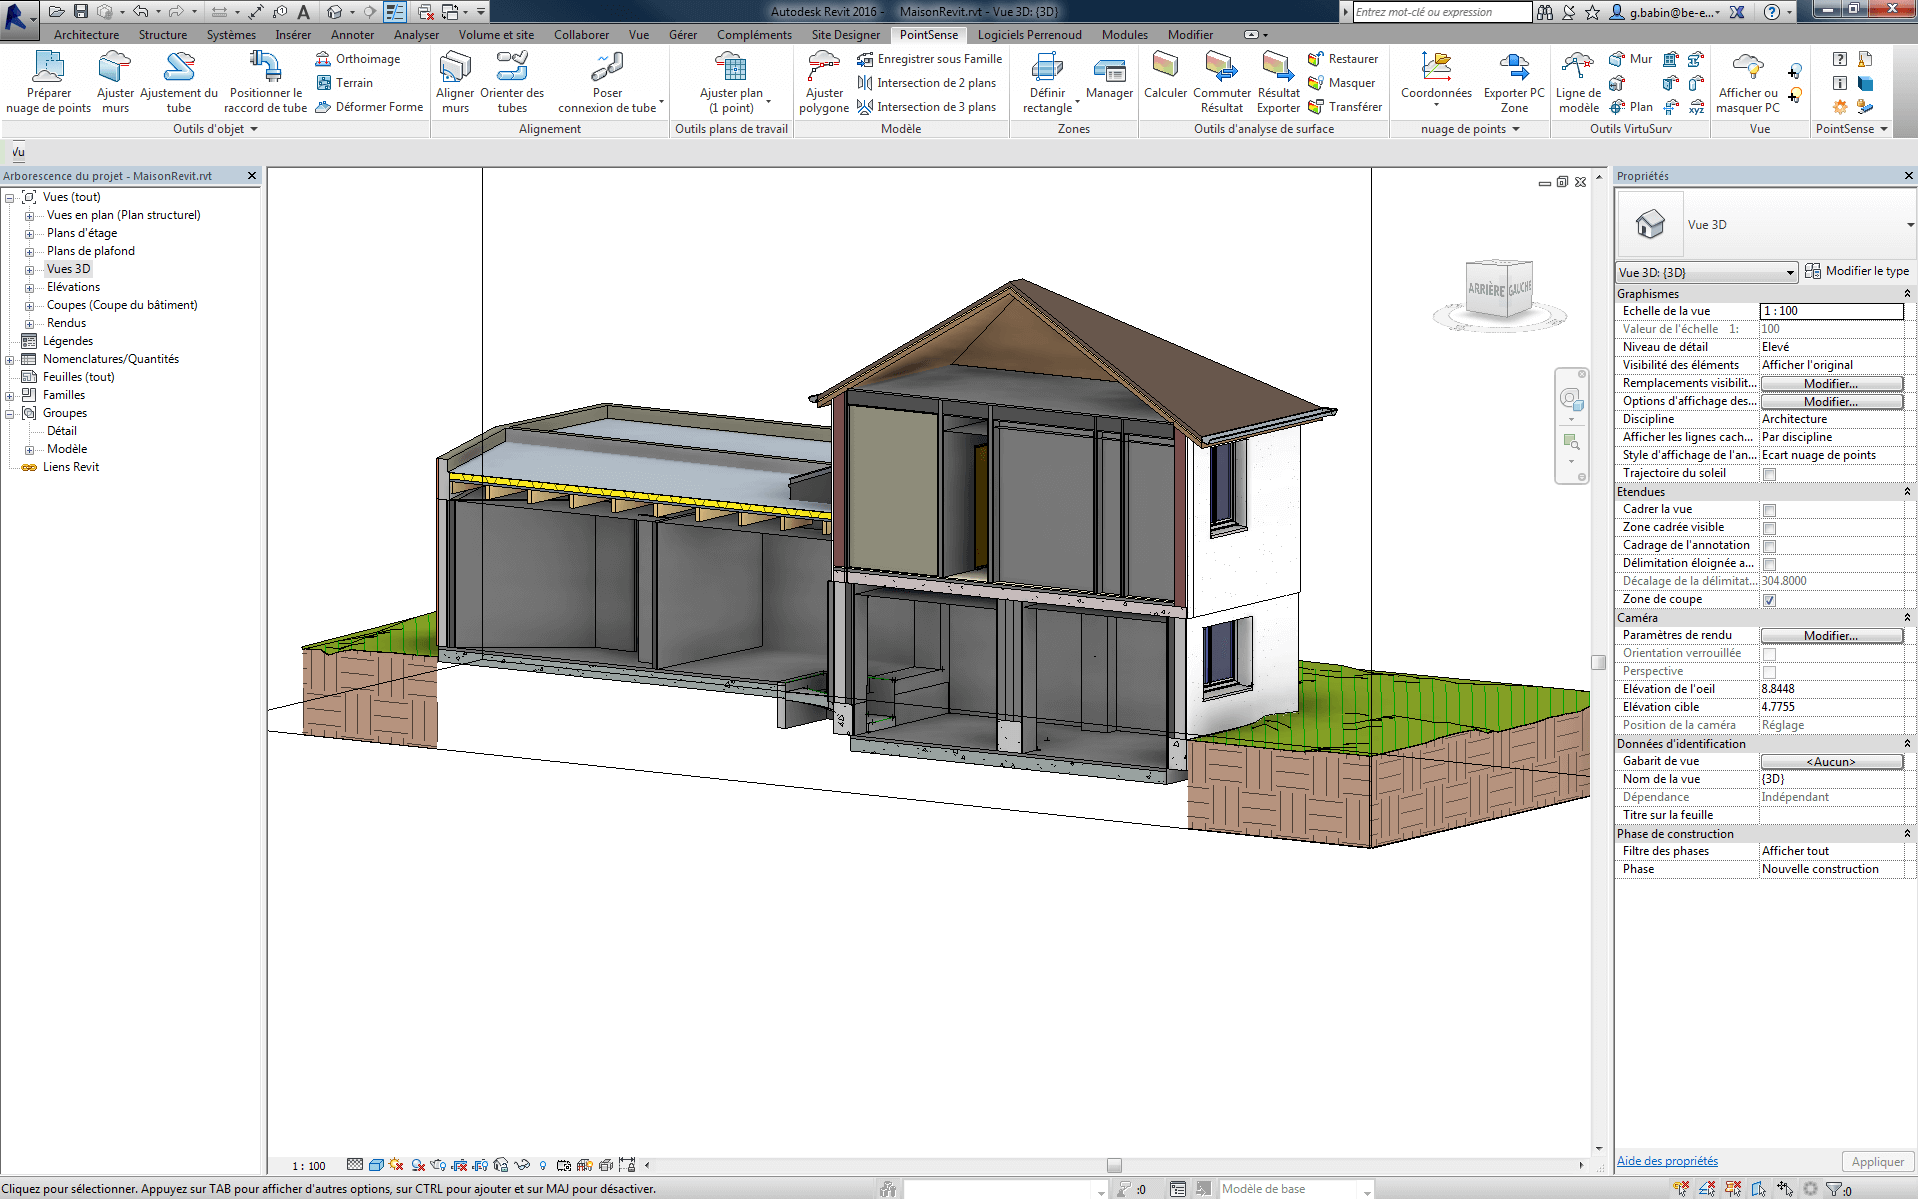 Autodesk Revit 2016 - MaisonRevit.rvt - Vue 3D: {3D}
Entrez mot-clé ou expression
g.babin@be-e...
Architecture Structure Systèmes Insérer Annoter Analyser Volume et site Collaborer Vue Gérer Compléments Site Designer PointSense Logiciels Perrenoud Modules Modifier
Préparer nuage de points
Ajuster murs
Ajustement du tube
Positionner le raccord de tube
Orthoimage
Terrain
Déformer Forme
Aligner murs
Orienter des tubes
Poser connexion de tube
Ajuster plan (1 point)
Ajuster polygone
Enregistrer sous Famille
Intersection de 2 plans
Intersection de 3 plans
Définir rectangle
Manager
Calculer
Commuter Résultat
Résultat Exporter
Restaurer
Masquer
Transférer
Coordonnées
Exporter PC Zone
Ligne de modèle
Mur
Plan
xyz
Afficher ou masquer PC
Outils d'objet
Alignement
Outils plans de travail
Modèle
Zones
Outils d'analyse de surface
nuage de points
Outils VirtuSurv
Vue
PointSense
Vu
Arborescence du projet - MaisonRevit.rvt
Vues (tout)
Vues en plan (Plan structurel)
Plans d'étage
Plans de plafond
Vues 3D
Elévations
Coupes (Coupe du bâtiment)
Rendus
Légendes
Nomenclatures/Quantités
Feuilles (tout)
Familles
Groupes
Détail
Modèle
Liens Revit
ARRIÈRE GAUCHE
Propriétés
Vue 3D
Vue 3D: {3D}
Modifier le type
Graphismes
Echelle de la vue 1 : 100
Valeur de l'échelle 1: 100
Niveau de détail Elevé
Visibilité des éléments Afficher l'original
Remplacements visibilit... Modifier...
Options d'affichage des... Modifier...
Discipline Architecture
Afficher les lignes cach... Par discipline
Style d'affichage de l'an... Ecart nuage de points
Trajectoire du soleil
Etendues
Cadrer la vue
Zone cadrée visible
Cadrage de l'annotation
Délimitation éloignée a...
Décalage de la délimitat... 304.8000
Zone de coupe
Caméra
Paramètres de rendu Modifier...
Orientation verrouillée
Perspective
Elévation de l'oeil 8.8448
Elévation cible 4.7755
Position de la caméra Réglage
Données d'identification
Gabarit de vue <Aucun>
Nom de la vue {3D}
Dépendance Indépendant
Titre sur la feuille
Phase de construction
Filtre des phases Afficher tout
Phase Nouvelle construction
Aide des propriétés
Appliquer
1 : 100
Cliquez pour sélectionner. Appuyez sur TAB pour afficher d'autres options, sur CTRL pour ajouter et sur MAJ pour désactiver.
:0
Modèle de base
:0